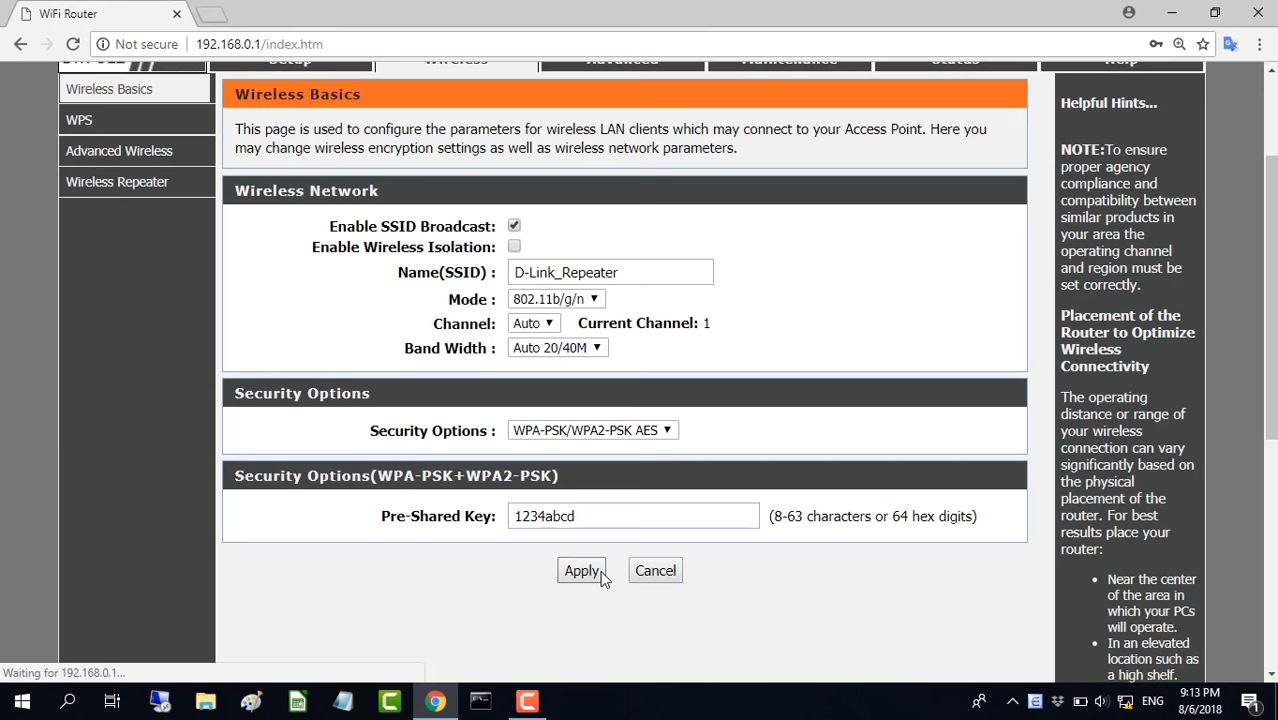 WiFi Router
Not secure 192.168.0.1/index.htm
Setup Wireless Advanced Maintenance Status Help
Wireless Basics
WPS
Advanced Wireless
Wireless Repeater
Wireless Basics
This page is used to configure the parameters for wireless LAN clients which may connect to your Access Point. Here you
may change wireless encryption settings as well as wireless network parameters.
Wireless Network
Enable SSID Broadcast:
Enable Wireless Isolation:
Name(SSID) : D-Link_Repeater
Mode : 802.11b/g/n
Channel: Auto Current Channel: 1
Band Width : Auto 20/40M
Security Options
Security Options : WPA-PSK/WPA2-PSK AES
Security Options(WPA-PSK+WPA2-PSK)
Pre-Shared Key: 1234abcd (8-63 characters or 64 hex digits)
Apply Cancel
Helpful Hints...
NOTE:To ensure
proper agency
compliance and
compatibility between
similar products in
your area the
operating channel
and region must be
set correctly.
Placement of the
Router to Optimize
Wireless
Connectivity
The operating
distance or range of
your wireless
connection can vary
significantly based on
the physical
placement of the
router. For best
results place your
router:
Near the center
of the area in
which your PCs
will operate.
In an elevated
location such as
a high shelf.
Waiting for 192.168.0.1...
ENG
9:13 PM
8/6/2018
1